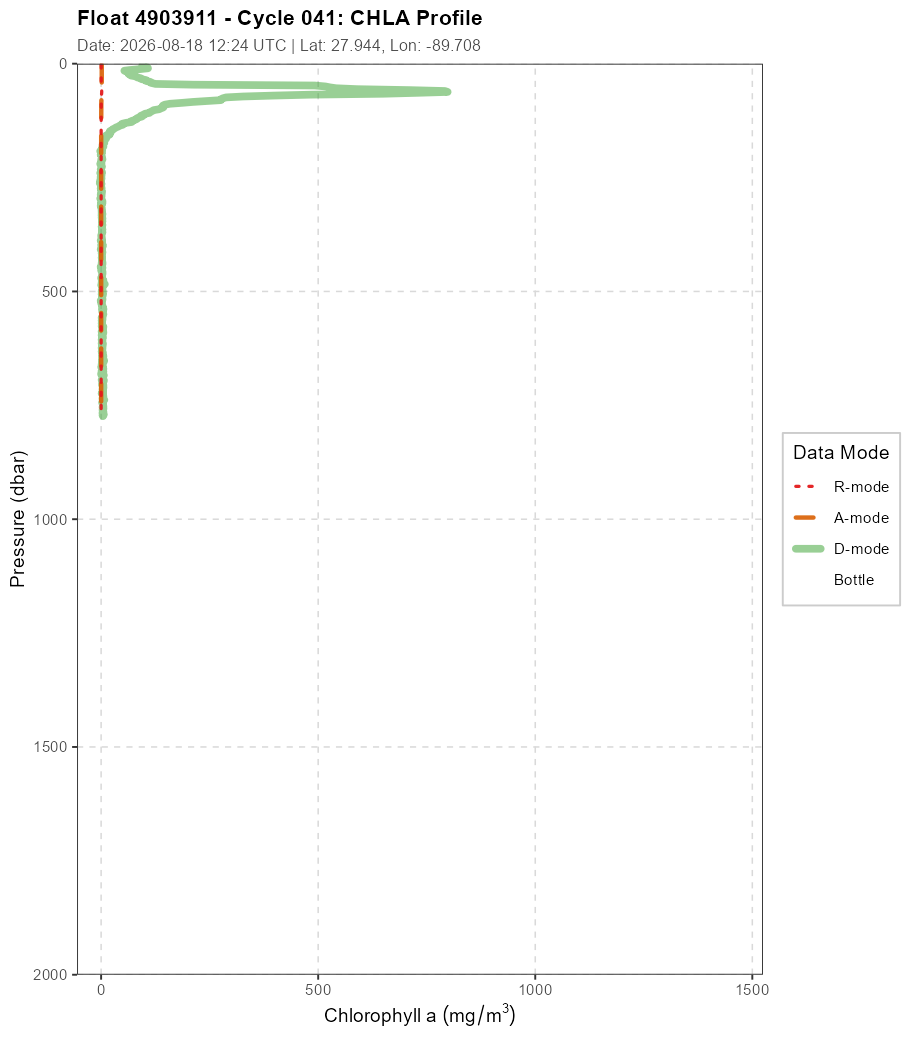 Float 4903911 - Cycle 041: CHLA Profile
Date: 2026-08-18 12:24 UTC | Lat: 27.944, Lon: -89.708
0
500
1000
1500
2000
Pressure (dbar)
0 500 1000 1500
Chlorophyll a (mg/m³)
Data Mode
R-mode
A-mode
D-mode
Bottle